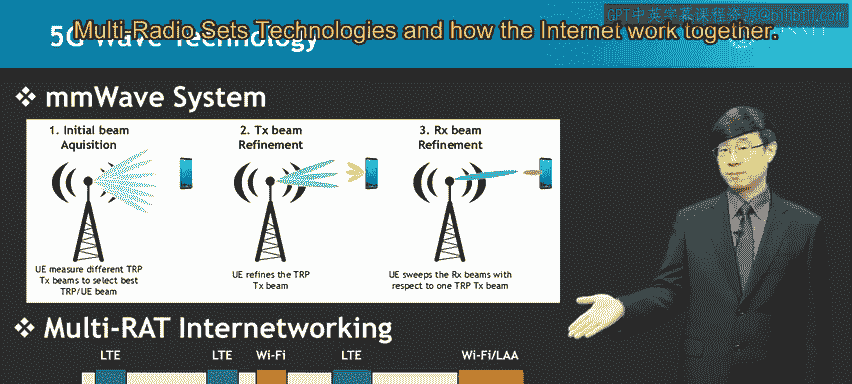 Multi-Radio Sets Technologies and how the Internet work together.
5G Wave Technology
❖ mmWave System
1. Initial beam
Aquisition
2. Tx beam
Refinement
3. Rx beam
Refinement
UE measure different TRP
Tx beams to select best
TRP/UE beam
UE refines the TRP
Tx beam
UE sweeps the Rx beams with
respect to one TRP Tx beam
❖ Multi-RAT Internetworking
LTE LTE Wi-Fi LTE Wi-Fi/LAA